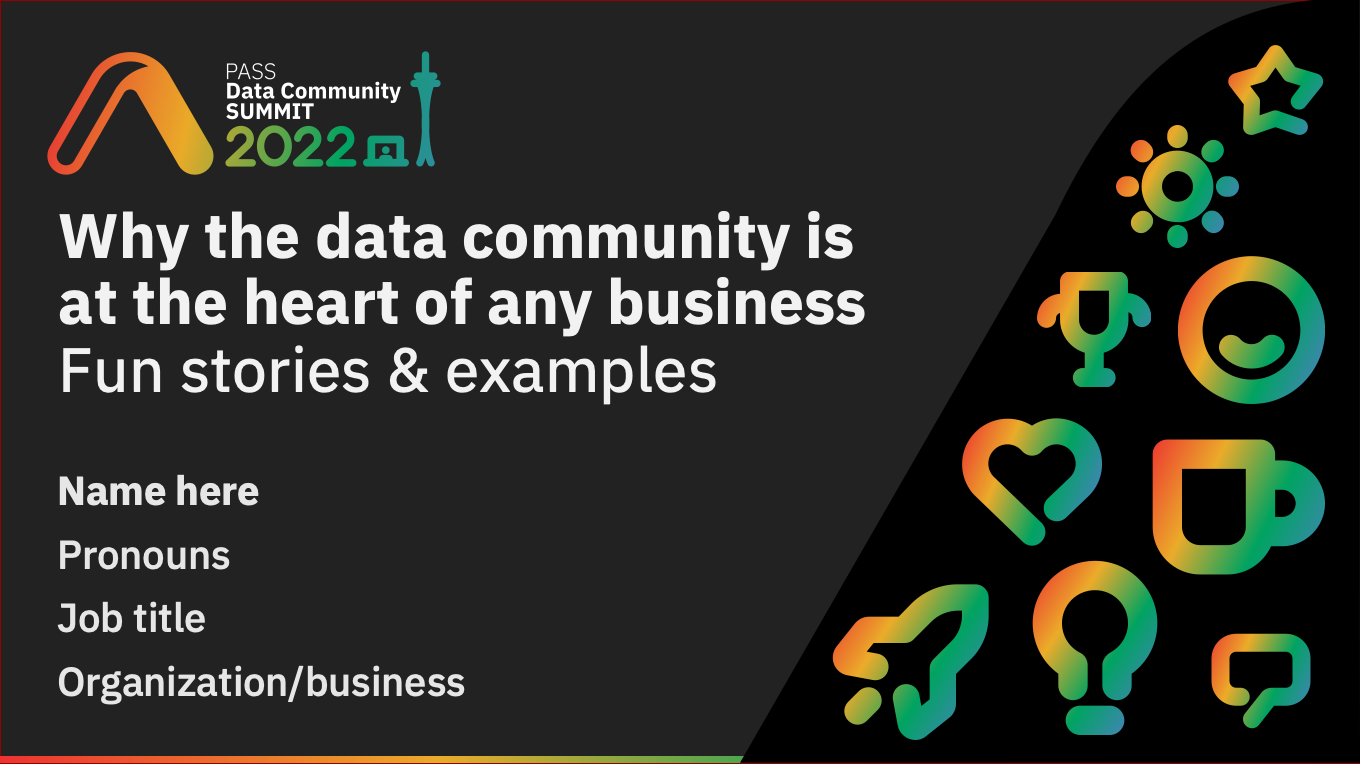 PASS
Data Community
SUMMIT
2022
Why the data community is
at the heart of any business
Fun stories & examples
Name here
Pronouns
Job title
Organization/business